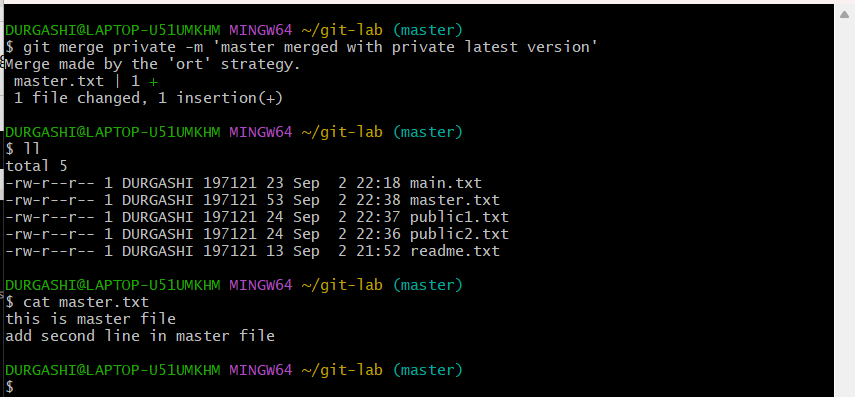 DURGASHI@LAPTOP-U51UMKHM MINGW64 ~/git-lab (master)
$ git merge private -m 'master merged with private latest version'
Merge made by the 'ort' strategy.
 master.txt | 1 +
 1 file changed, 1 insertion(+)
DURGASHI@LAPTOP-U51UMKHM MINGW64 ~/git-lab (master)
$ ll
total 5
-rw-r--r-- 1 DURGASHI 197121 23 Sep  2 22:18 main.txt
-rw-r--r-- 1 DURGASHI 197121 53 Sep  2 22:38 master.txt
-rw-r--r-- 1 DURGASHI 197121 24 Sep  2 22:37 public1.txt
-rw-r--r-- 1 DURGASHI 197121 24 Sep  2 22:36 public2.txt
-rw-r--r-- 1 DURGASHI 197121 13 Sep  2 21:52 readme.txt
DURGASHI@LAPTOP-U51UMKHM MINGW64 ~/git-lab (master)
$ cat master.txt
this is master file
add second line in master file
DURGASHI@LAPTOP-U51UMKHM MINGW64 ~/git-lab (master)
$